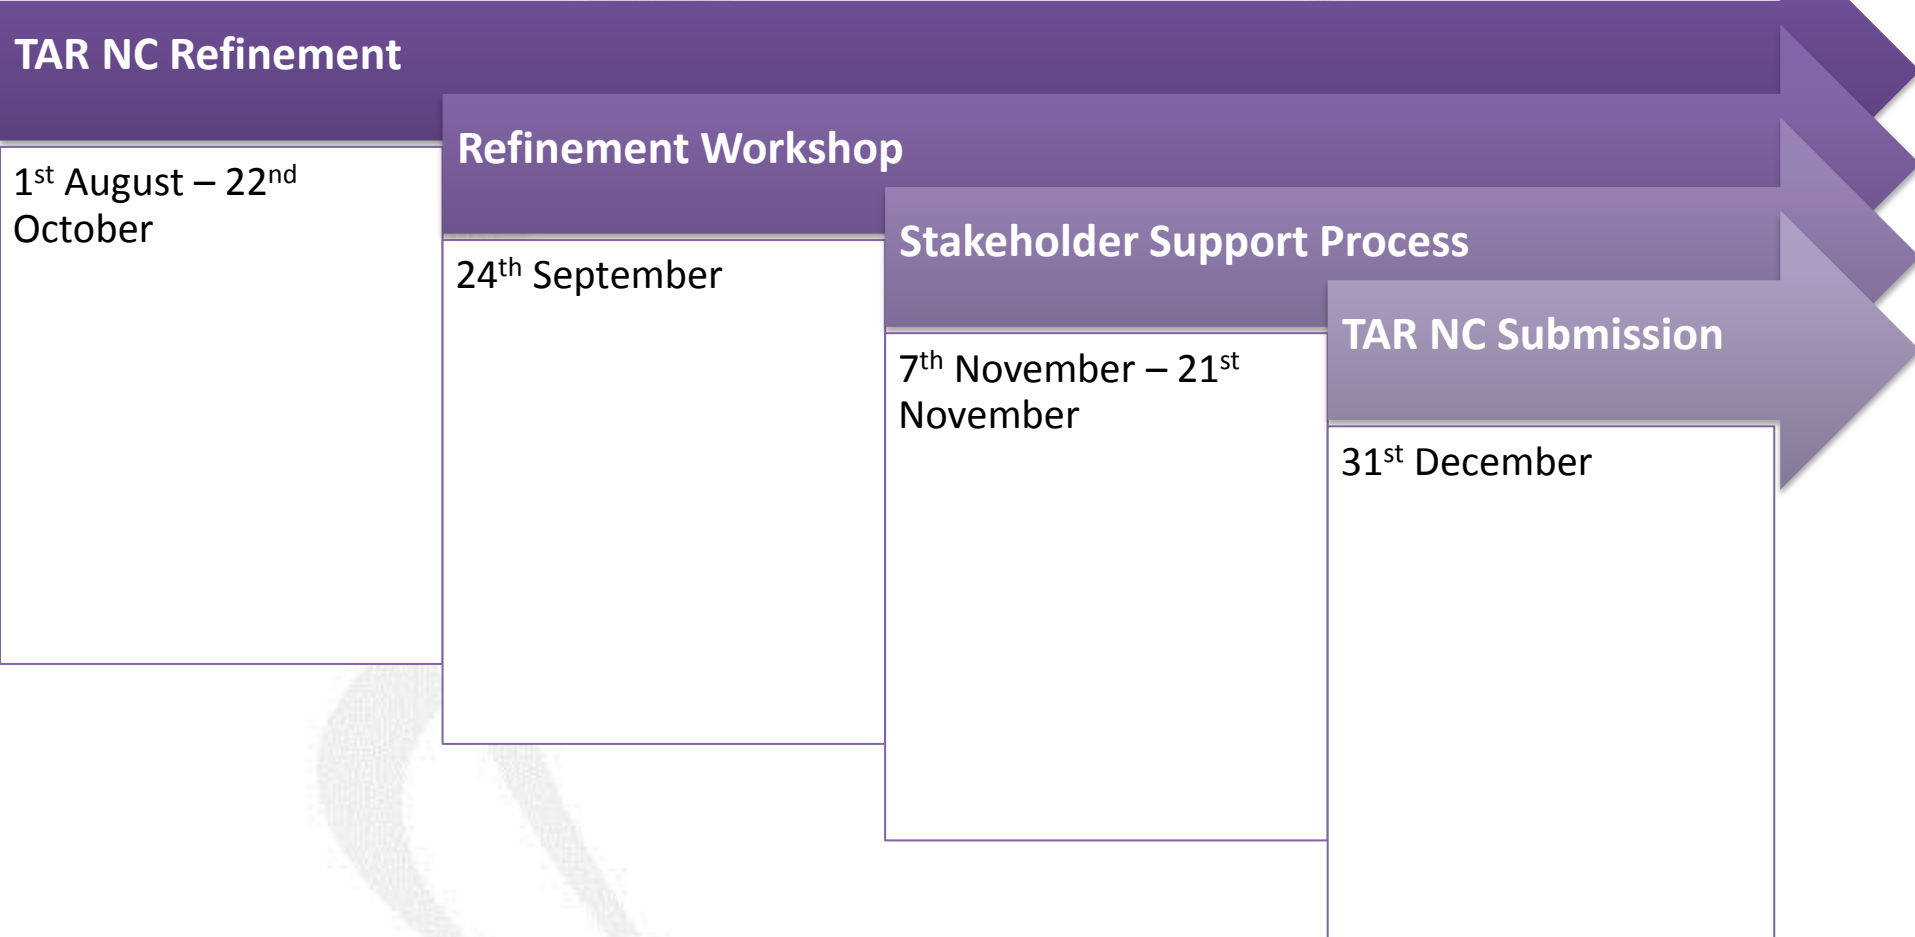 TAR NC Refinement
1st August – 22nd
October
Refinement Workshop
24th September
Stakeholder Support Process
7th November – 21st
November
TAR NC Submission
31st December